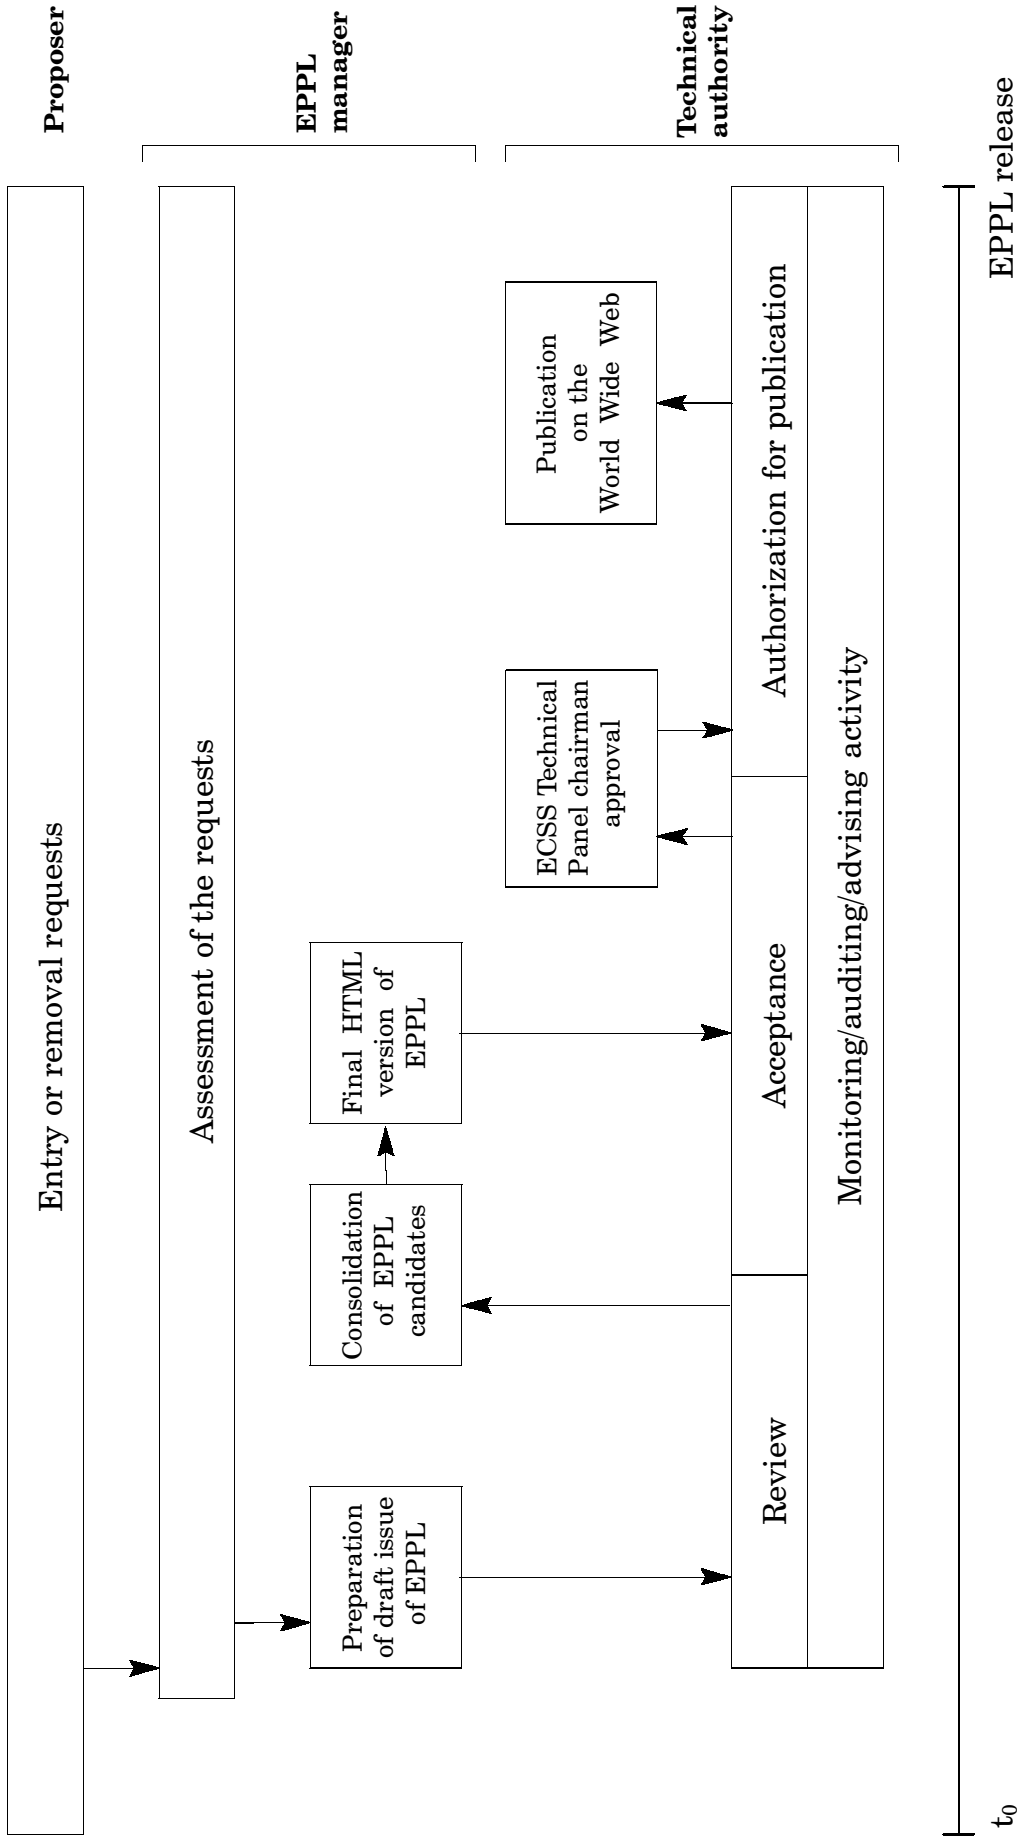 Entry or removal requests
Proposer
Assessment of the requests
EPPL
manager
Preparation
of draft issue
of EPPL
Consolidation
of EPPL
candidates
Final HTML
version of
EPPL
ECSS Technical
Panel chairman
approval
Publication
on the
World Wide Web
Technical
authority
Review
Acceptance
Authorization for publication
Monitoring/auditing/advising activity
t₀
EPPL release